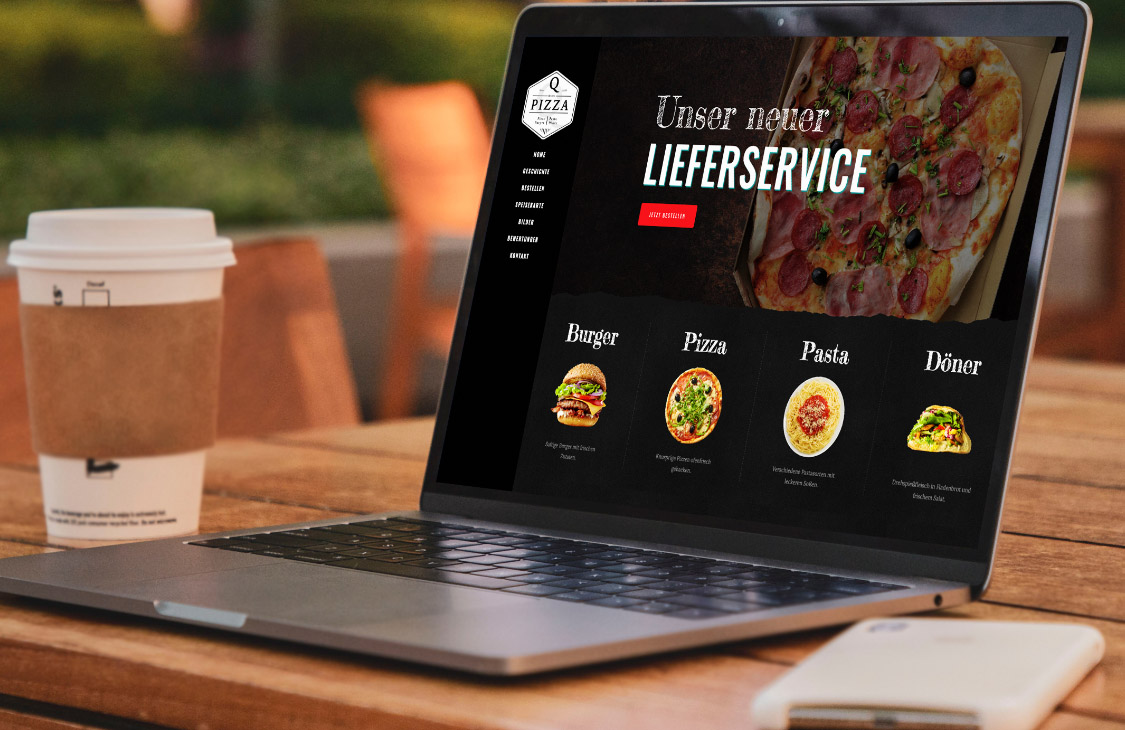 Q
PIZZA
HOME
GESCHICHTE
BESTELLEN
SPEISEKARTE
BILDER
BEWERTUNGEN
KONTAKT
Unser neuer
LIEFERSERVICE
JETZT BESTELLEN
Burger
Saftige Burger mit frischen
Zutaten.
Pizza
Knusprige Pizzen ofenfrisch
gebacken.
Pasta
Verschiedene Pastasorten mit
leckeren Soßen.
Döner
Drehspießfleisch in Fladenbrot und
frischem Salat.
Decaf